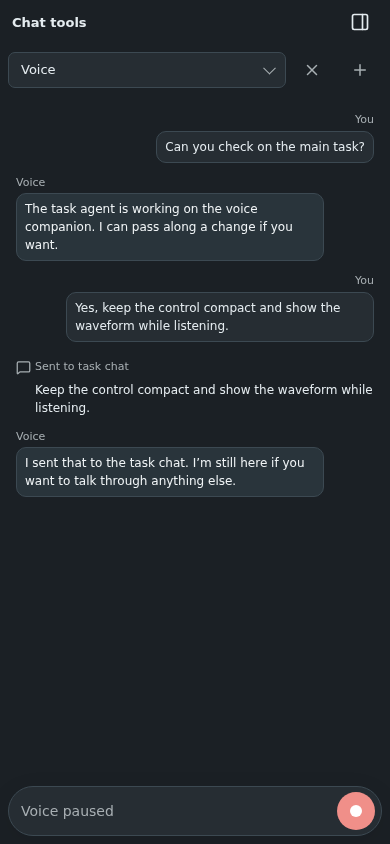 Chat tools
Voice
You
Can you check on the main task?
Voice
The task agent is working on the voice
companion. I can pass along a change if you
want.
You
Yes, keep the control compact and show the
waveform while listening.
Sent to task chat
Keep the control compact and show the waveform while
listening.
Voice
I sent that to the task chat. I’m still here if you
want to talk through anything else.
Voice paused